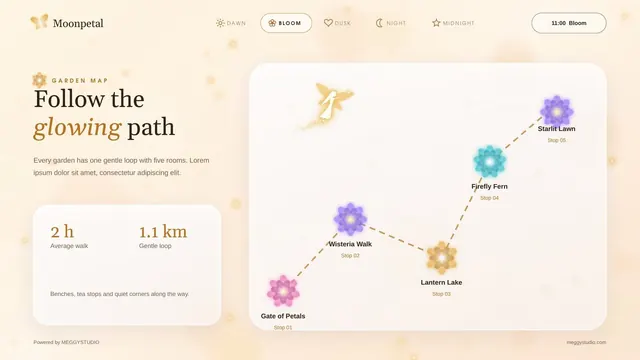 Moonpetal
DAWN
BLOOM
DUSK
NIGHT
MIDNIGHT
11:00 Bloom
GARDEN MAP
Follow the
glowing path
Every garden has one gentle loop with five rooms. Lorem
ipsum dolor sit amet, consectetur adipiscing elit.
2 h
Average walk
1.1 km
Gentle loop
Benches, tea stops and quiet corners along the way
Starlit Lawn
Stop 05
Firefly Fern
Stop 04
Wisteria Walk
Stop 02
Lantern Lake
Stop 03
Gate of Petals
Stop 01
Powered by MEGGYSTUDIO
meggystudio.com